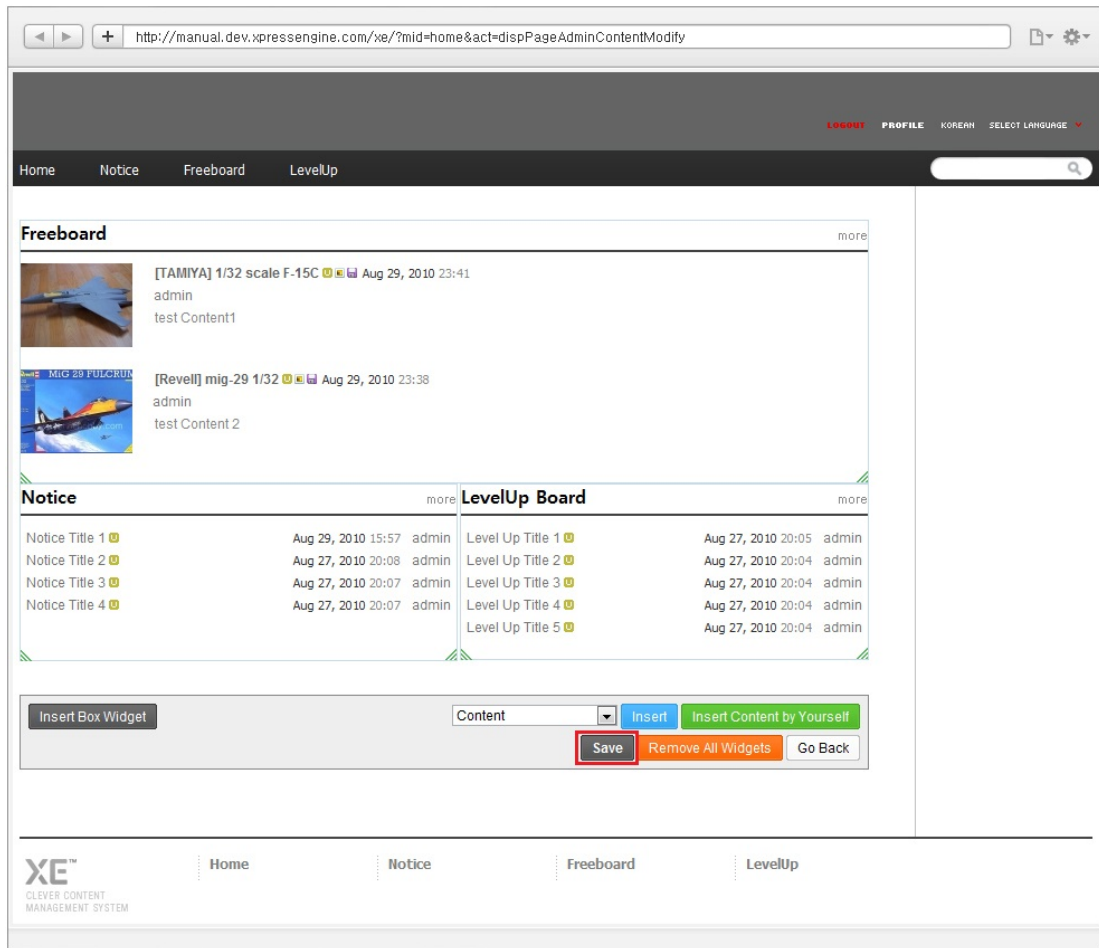 http://manual.dev.xpressengine.com/xe/?mid=home&act=dispPageAdminContentModify
LOGOUT PROFILE KOREAN SELECT LANGUAGE
Home Notice Freeboard LevelUp
Freeboard more
[TAMIYA] 1/32 scale F-15C Aug 29, 2010 23:41
admin
test Content1
MiG 29 FULCRUM
[Revell] mig-29 1/32 Aug 29, 2010 23:38
admin
test Content 2
Notice more LevelUp Board more
Notice Title 1 Aug 29, 2010 15:57 admin Level Up Title 1 Aug 27, 2010 20:05 admin
Notice Title 2 Aug 27, 2010 20:08 admin Level Up Title 2 Aug 27, 2010 20:04 admin
Notice Title 3 Aug 27, 2010 20:07 admin Level Up Title 3 Aug 27, 2010 20:04 admin
Notice Title 4 Aug 27, 2010 20:07 admin Level Up Title 4 Aug 27, 2010 20:04 admin
Level Up Title 5 Aug 27, 2010 20:04 admin
Insert Box Widget Content Insert Insert Content by Yourself
Save Remove All Widgets Go Back
XE™ Home Notice Freeboard LevelUp
CLEVER CONTENT
MANAGEMENT SYSTEM